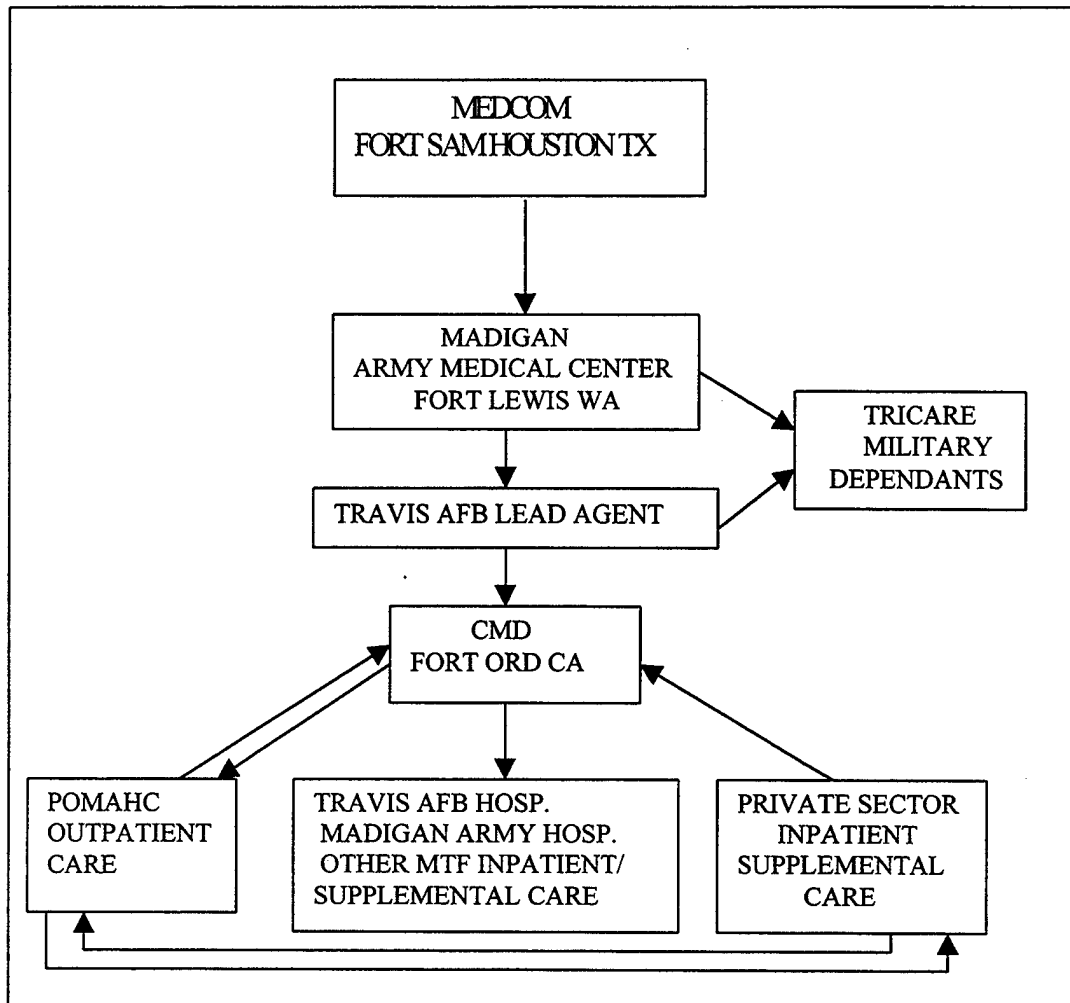 MEDCOM
FORT SAM HOUSTON TX
MADIGAN
ARMY MEDICAL CENTER
FORT LEWIS WA
TRICARE
MILITARY
DEPENDANTS
TRAVIS AFB LEAD AGENT
CMD
FORT ORD CA
POMAHC
OUTPATIENT
CARE
TRAVIS AFB HOSP.
MADIGAN ARMY HOSP.
OTHER MTF INPATIENT/
SUPPLEMENTAL CARE
PRIVATE SECTOR
INPATIENT
SUPPLEMENTAL
CARE